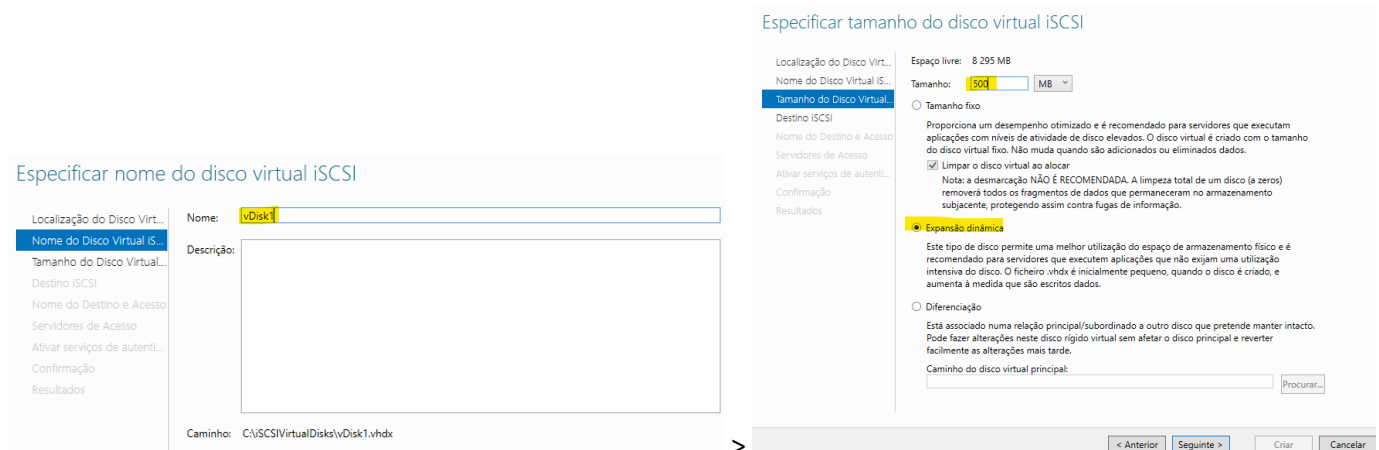 Especificar nome do disco virtual iSCSI
Localização do Disco Virt...
Nome do Disco Virtual iS...
Tamanho do Disco Virtual...
Destino iSCSI
Nome do Destino e Acesso
Servidores de Acesso
Ativar serviços de autenti...
Confirmação
Resultados
Nome: vDisk1
Descrição:
Caminho: C:\iSCSIVirtualDisks\vDisk1.vhdx
>
Especificar tamanho do disco virtual iSCSI
Localização do Disco Virt...
Nome do Disco Virtual iS...
Tamanho do Disco Virtual...
Destino iSCSI
Nome do Destino e Acesso
Servidores de Acesso
Ativar serviços de autenti...
Confirmação
Resultados
Espaço livre: 8 295 MB
Tamanho: 500 MB
Tamanho fixo
Proporciona um desempenho otimizado e é recomendado para servidores que executam
aplicações com níveis de atividade de disco elevados. O disco virtual é criado com o tamanho
do disco virtual fixo. Não muda quando são adicionados ou eliminados dados.
Limpar o disco virtual ao alocar
Nota: a desmarcação NÃO É RECOMENDADA. A limpeza total de um disco (a zeros)
removerá todos os fragmentos de dados que permaneceram no armazenamento
subjacente, protegendo assim contra fugas de informação.
Expansão dinâmica
Este tipo de disco permite uma melhor utilização do espaço de armazenamento físico e é
recomendado para servidores que executem aplicações que não exijam uma utilização
intensiva do disco. O ficheiro .vhdx é inicialmente pequeno, quando o disco é criado, e
aumenta à medida que são escritos dados.
Diferenciação
Está associado numa relação principal/subordinado a outro disco que pretende manter intacto.
Pode fazer alterações neste disco rígido virtual sem afetar o disco principal e reverter
facilmente as alterações mais tarde.
Caminho do disco virtual principal:
Procurar...
< Anterior Seguinte > Criar Cancelar